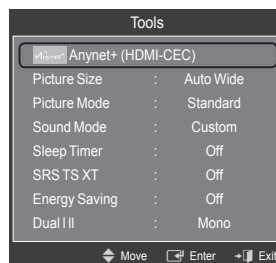 Tools
Anynet+ Anynet+ (HDMI-CEC)
Picture Size : Auto Wide
Picture Mode : Standard
Sound Mode : Custom
Sleep Timer : Off
SRS TS XT : Off
Energy Saving : Off
Dual I II : Mono
Move Enter Exit